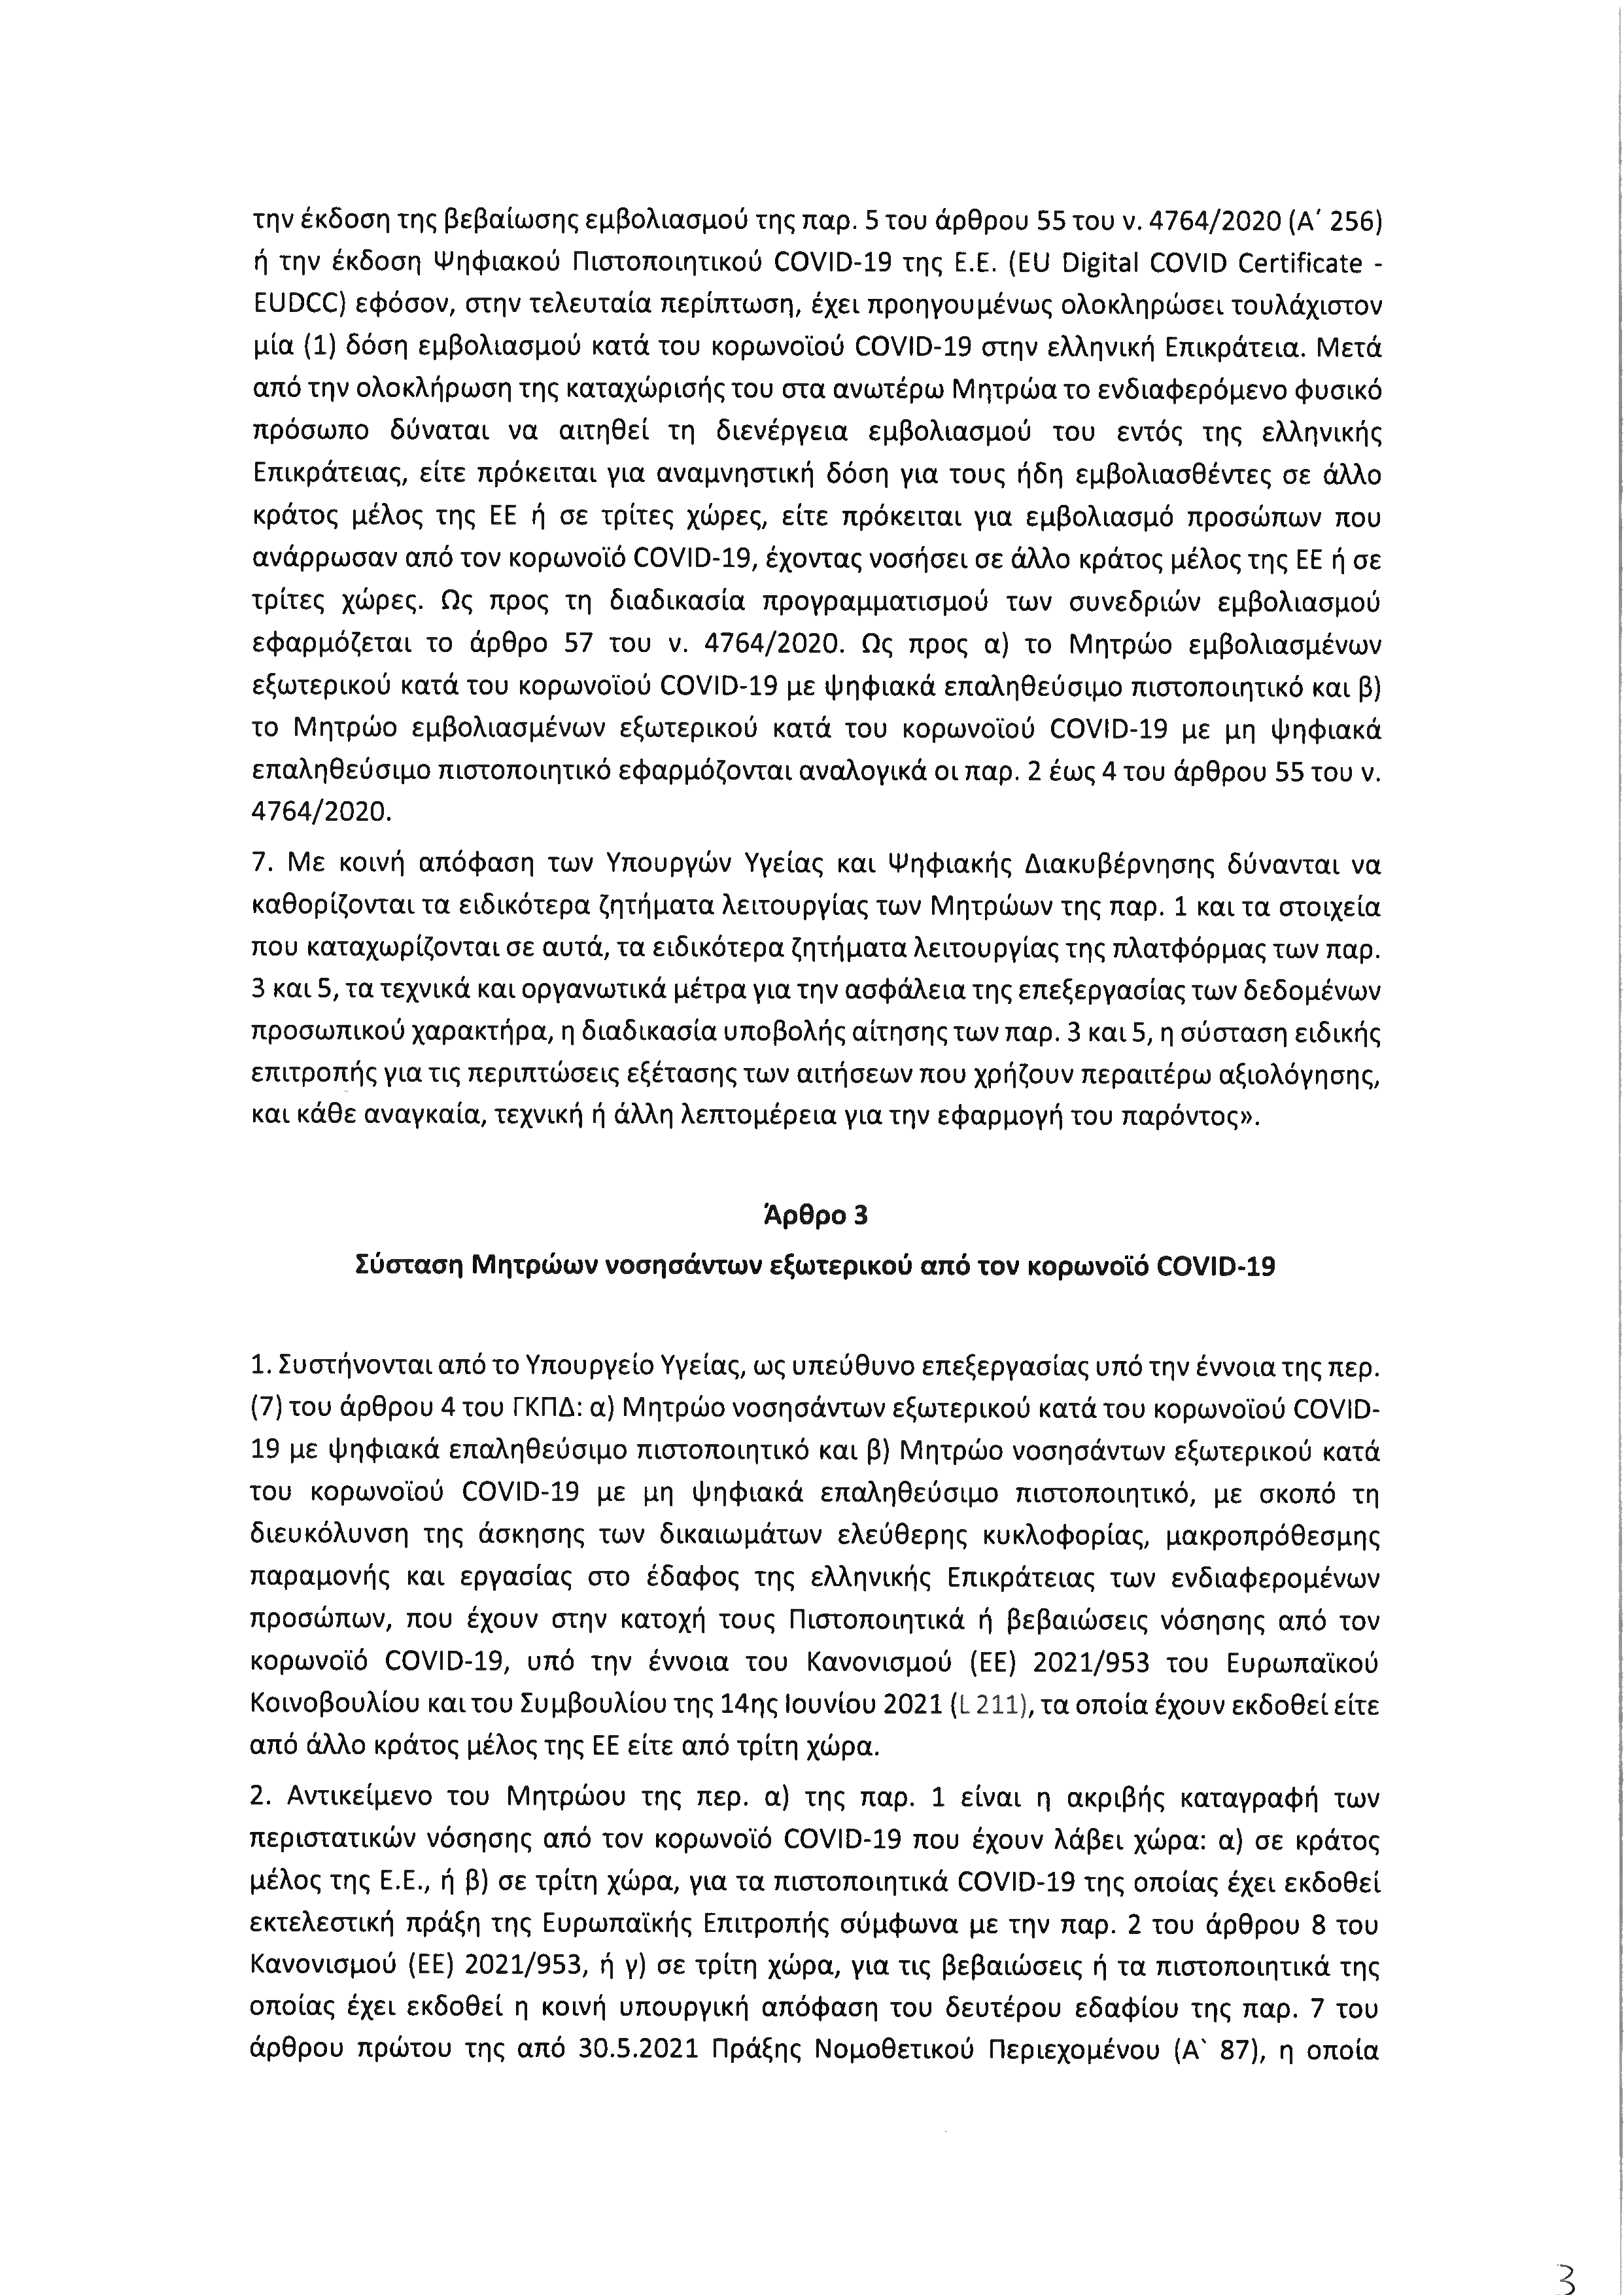 την έκδοση της βεβαίωσης εμβολιασμού της παρ. 5 του άρθρου 55 του ν. 4764/2020 (Α΄ 256)
ή την έκδοση Ψηφιακού Πιστοποιητικού COVID-19 της Ε.Ε. (EU Digital COVID Certificate -
EUDCC) εφόσον, στην τελευταία περίπτωση, έχει προηγουμένως ολοκληρώσει τουλάχιστον
μία (1) δόση εμβολιασμού κατά του κορωνοϊού COVID-19 στην ελληνική Επικράτεια. Μετά
από την ολοκλήρωση της καταχώρισής του στα ανωτέρω Μητρώα το ενδιαφερόμενο φυσικό
πρόσωπο δύναται να αιτηθεί τη διενέργεια εμβολιασμού του εντός της ελληνικής
Επικράτειας, είτε πρόκειται για αναμνηστική δόση για τους ήδη εμβολιασθέντες σε άλλο
κράτος μέλος της ΕΕ ή σε τρίτες χώρες, είτε πρόκειται για εμβολιασμό προσώπων που
ανάρρωσαν από τον κορωνοϊό COVID-19, έχοντας νοσήσει σε άλλο κράτος μέλος της ΕΕ ή σε
τρίτες χώρες. Ως προς τη διαδικασία προγραμματισμού των συνεδριών εμβολιασμού
εφαρμόζεται το άρθρο 57 του ν. 4764/2020. Ως προς α) το Μητρώο εμβολιασμένων
εξωτερικού κατά του κορωνοϊού COVID-19 με ψηφιακά επαληθεύσιμο πιστοποιητικό και β)
το Μητρώο εμβολιασμένων εξωτερικού κατά του κορωνοϊού COVID-19 με μη ψηφιακά
επαληθεύσιμο πιστοποιητικό εφαρμόζονται αναλογικά οι παρ. 2 έως 4 του άρθρου 55 του ν.
4764/2020.
7. Με κοινή απόφαση των Υπουργών Υγείας και Ψηφιακής Διακυβέρνησης δύνανται να
καθορίζονται τα ειδικότερα ζητήματα λειτουργίας των Μητρώων της παρ. 1 και τα στοιχεία
που καταχωρίζονται σε αυτά, τα ειδικότερα ζητήματα λειτουργίας της πλατφόρμας των παρ.
3 και 5, τα τεχνικά και οργανωτικά μέτρα για την ασφάλεια της επεξεργασίας των δεδομένων
προσωπικού χαρακτήρα, η διαδικασία υποβολής αίτησης των παρ. 3 και 5, η σύσταση ειδικής
επιτροπής για τις περιπτώσεις εξέτασης των αιτήσεων που χρήζουν περαιτέρω αξιολόγησης,
και κάθε αναγκαία, τεχνική ή άλλη λεπτομέρεια για την εφαρμογή του παρόντος».
Άρθρο 3
Σύσταση Μητρώων νοσησάντων εξωτερικού από τον κορωνοϊό COVID-19
1. Συστήνονται από το Υπουργείο Υγείας, ως υπεύθυνο επεξεργασίας υπό την έννοια της περ.
(7) του άρθρου 4 του ΓΚΠΔ: α) Μητρώο νοσησάντων εξωτερικού κατά του κορωνοϊού COVID-
19 με ψηφιακά επαληθεύσιμο πιστοποιητικό και β) Μητρώο νοσησάντων εξωτερικού κατά
του κορωνοϊού COVID-19 με μη ψηφιακά επαληθεύσιμο πιστοποιητικό, με σκοπό τη
διευκόλυνση της άσκησης των δικαιωμάτων ελεύθερης κυκλοφορίας, μακροπρόθεσμης
παραμονής και εργασίας στο έδαφος της ελληνικής Επικράτειας των ενδιαφερομένων
προσώπων, που έχουν στην κατοχή τους Πιστοποιητικά ή βεβαιώσεις νόσησης από τον
κορωνοϊό COVID-19, υπό την έννοια του Κανονισμού (ΕΕ) 2021/953 του Ευρωπαϊκού
Κοινοβουλίου και του Συμβουλίου της 14ης Ιουνίου 2021 (L 211), τα οποία έχουν εκδοθεί είτε
από άλλο κράτος μέλος της ΕΕ είτε από τρίτη χώρα.
2. Αντικείμενο του Μητρώου της περ. α) της παρ. 1 είναι η ακριβής καταγραφή των
περιστατικών νόσησης από τον κορωνοϊό COVID-19 που έχουν λάβει χώρα: α) σε κράτος
μέλος της Ε.Ε., ή β) σε τρίτη χώρα, για τα πιστοποιητικά COVID-19 της οποίας έχει εκδοθεί
εκτελεστική πράξη της Ευρωπαϊκής Επιτροπής σύμφωνα με την παρ. 2 του άρθρου 8 του
Κανονισμού (ΕΕ) 2021/953, ή γ) σε τρίτη χώρα, για τις βεβαιώσεις ή τα πιστοποιητικά της
οποίας έχει εκδοθεί η κοινή υπουργική απόφαση του δευτέρου εδαφίου της παρ. 7 του
άρθρου πρώτου της από 30.5.2021 Πράξης Νομοθετικού Περιεχομένου (Α` 87), η οποία
3